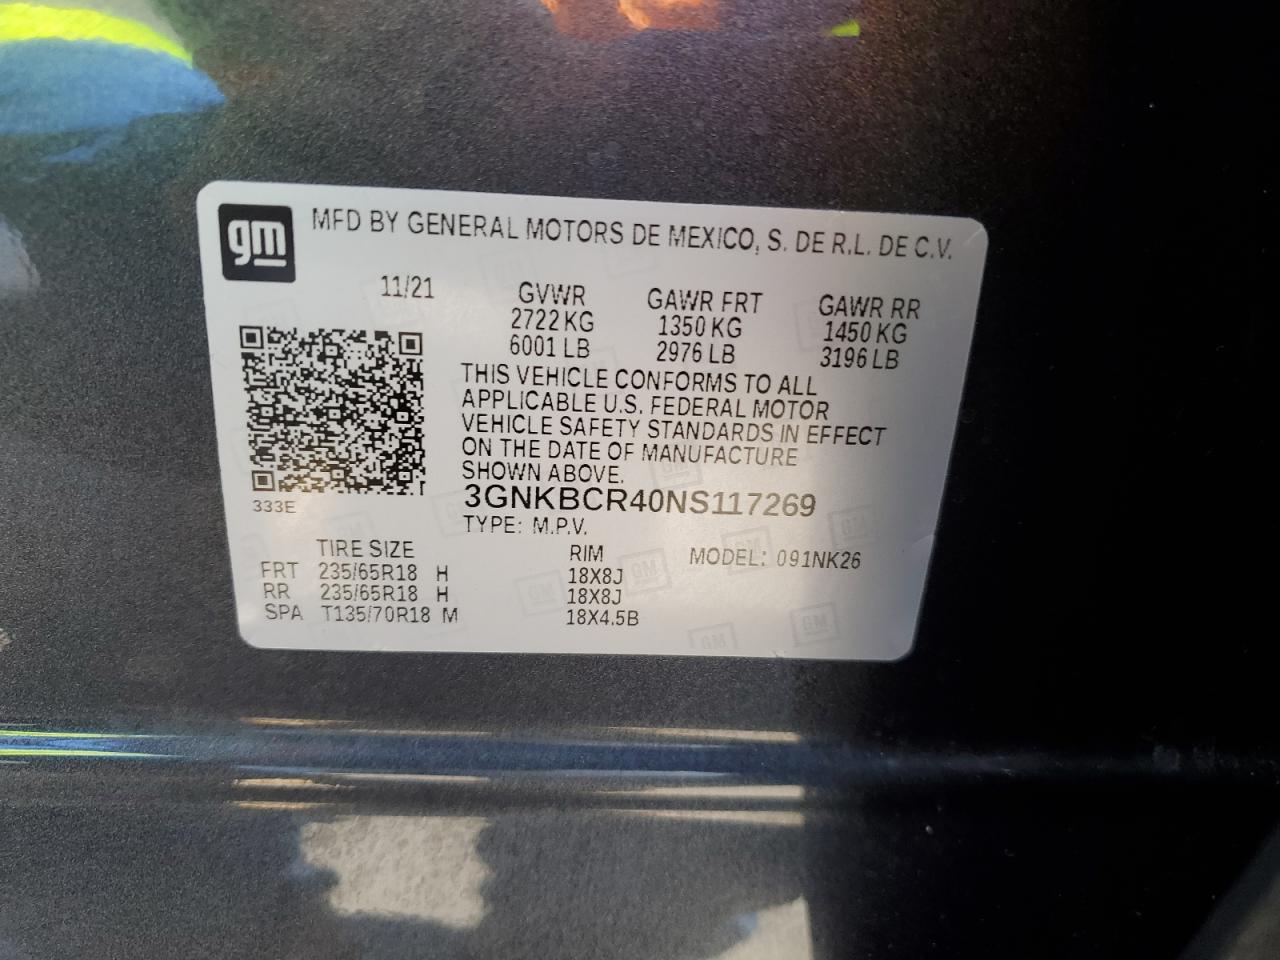 gm MFD BY GENERAL MOTORS DE MEXICO, S. DE R.L. DE C.V.
11/21 GVWR GAWR FRT GAWR RR
2722 KG 1350 KG 1450 KG
6001 LB 2976 LB 3196 LB
THIS VEHICLE CONFORMS TO ALL
APPLICABLE U.S. FEDERAL MOTOR
VEHICLE SAFETY STANDARDS IN EFFECT
ON THE DATE OF MANUFACTURE
SHOWN ABOVE.
333E 3GNKBCR40NS117269
TYPE: M.P.V.
TIRE SIZE RIM MODEL: 091NK26
FRT 235/65R18 H 18X8J
RR 235/65R18 H 18X8J
SPA T135/70R18 M 18X4.5B